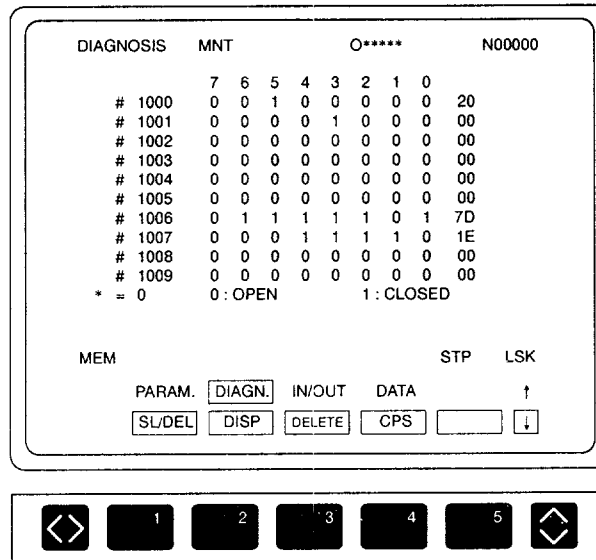 DIAGNOSIS MNT O***** N00000
7 6 5 4 3 2 1 0
# 1000 0 0 1 0 0 0 0 0 20
# 1001 0 0 0 0 1 0 0 0 00
# 1002 0 0 0 0 0 0 0 0 00
# 1003 0 0 0 0 0 0 0 0 00
# 1004 0 0 0 0 0 0 0 0 00
# 1005 0 0 0 0 0 0 0 0 00
# 1006 0 1 1 1 1 1 0 1 7D
# 1007 0 0 0 1 1 1 1 0 1E
# 1008 0 0 0 0 0 0 0 0 00
# 1009 0 0 0 0 0 0 0 0 00
* = 0 0 : OPEN 1 : CLOSED
MEM STP LSK
PARAM. DIAGN. IN/OUT DATA ↑
SL/DEL DISP DELETE CPS ↓
1 2 3 4 5